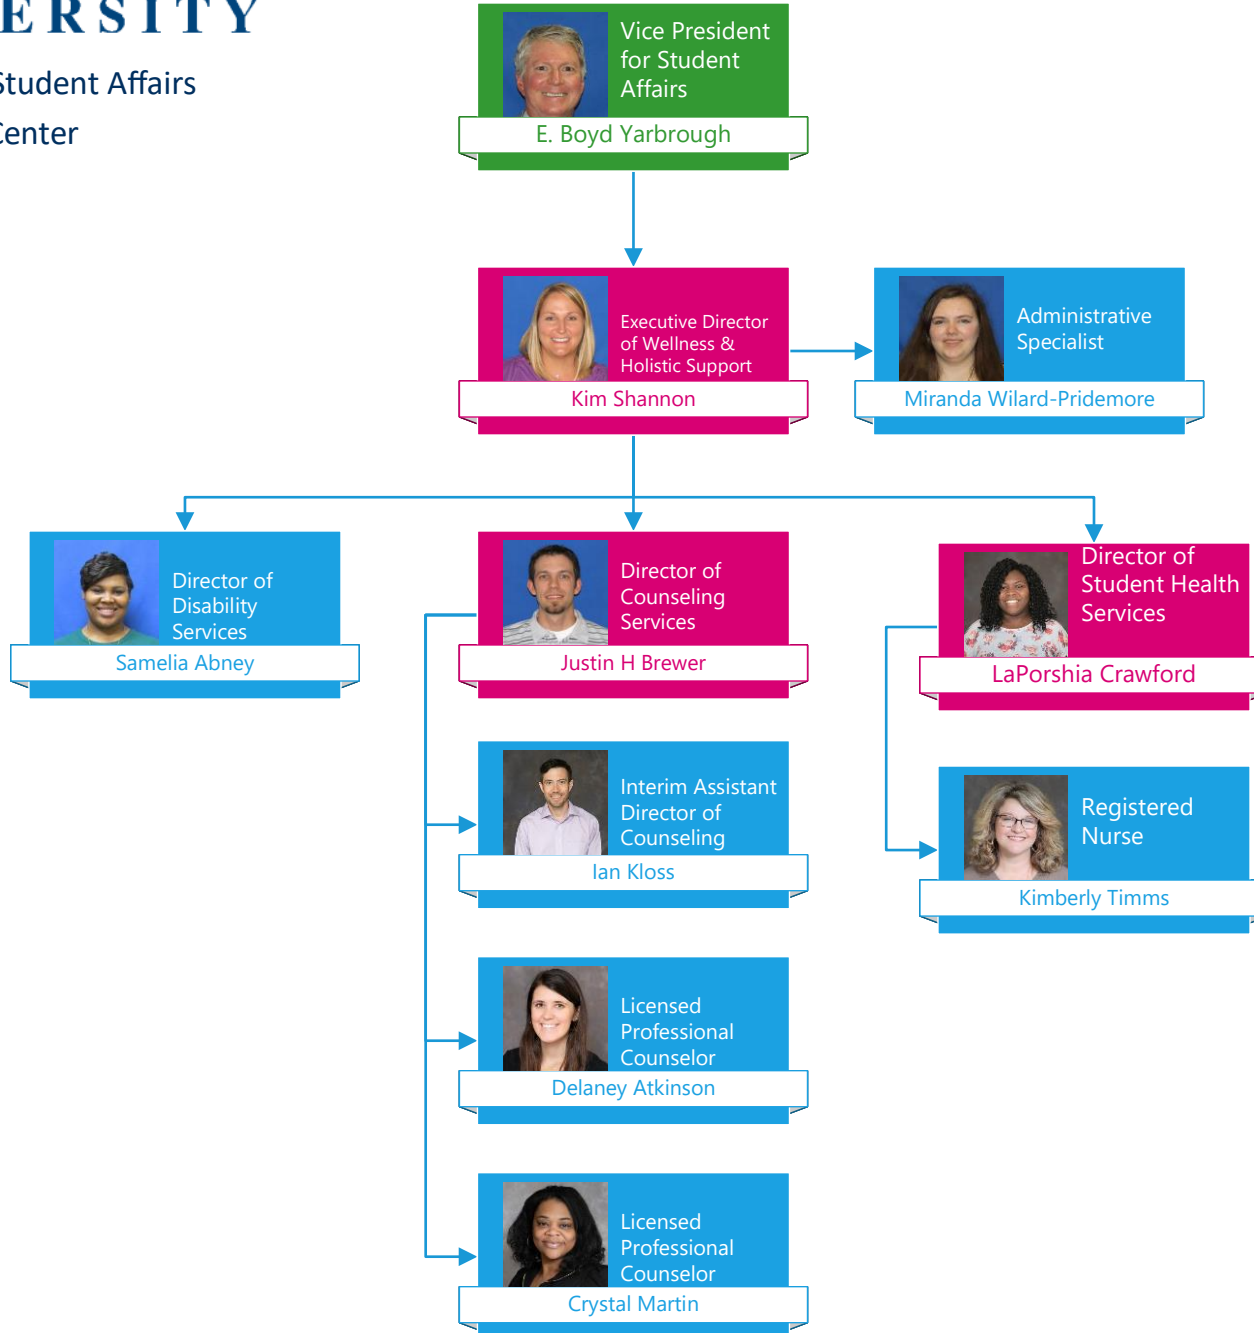 ERSITY
Student Affairs
Center
Vice President
for Student
Affairs
E. Boyd Yarbrough
Executive Director
of Wellness &
Holistic Support
Kim Shannon
Administrative
Specialist
Miranda Wilard-Pridemore
Director of
Disability
Services
Samelia Abney
Director of
Counseling
Services
Justin H Brewer
Director of
Student Health
Services
LaPorshia Crawford
Interim Assistant
Director of
Counseling
Ian Kloss
Registered
Nurse
Kimberly Timms
Licensed
Professional
Counselor
Delaney Atkinson
Licensed
Professional
Counselor
Crystal Martin